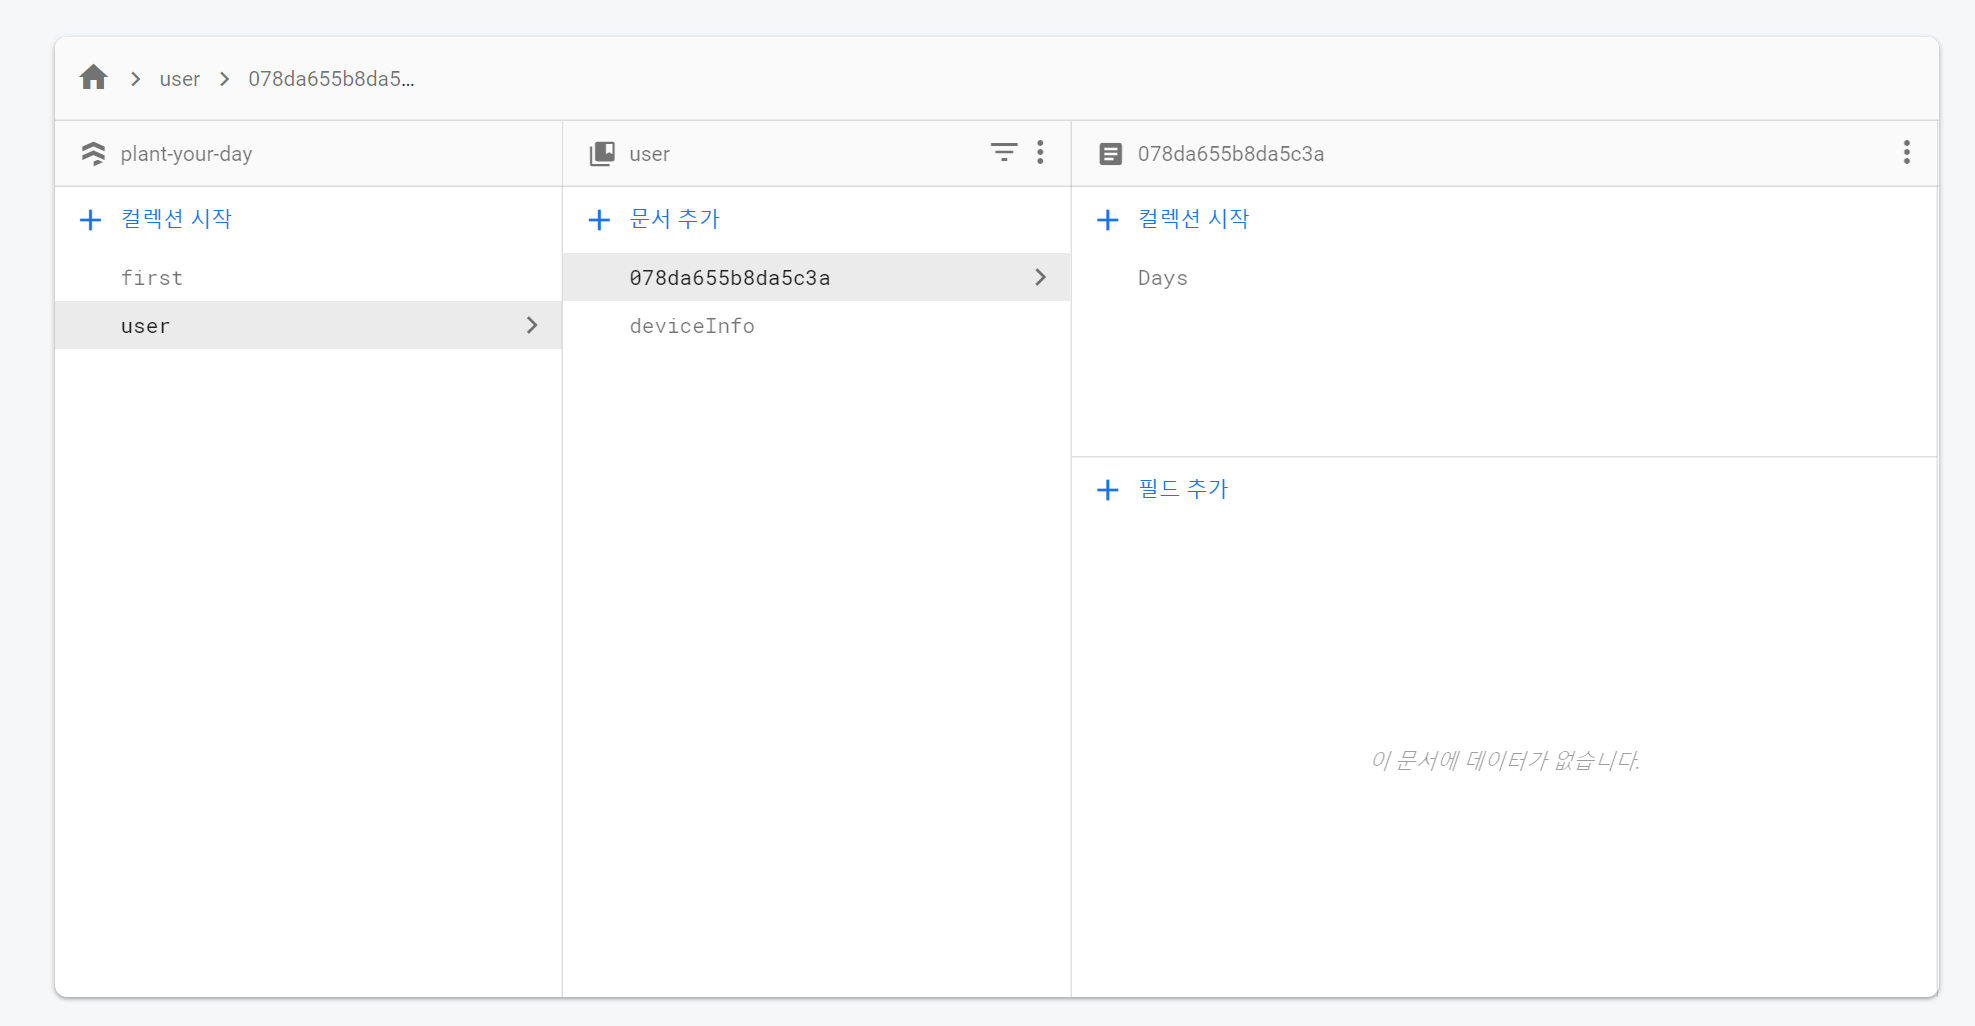 user
078da655b8da5...
plant-your-day
user
078da655b8da5c3a
컬렉션 시작
문서 추가
컬렉션 시작
first
078da655b8da5c3a
Days
user
deviceInfo
필드 추가
이 문서에 데이터가 없습니다.